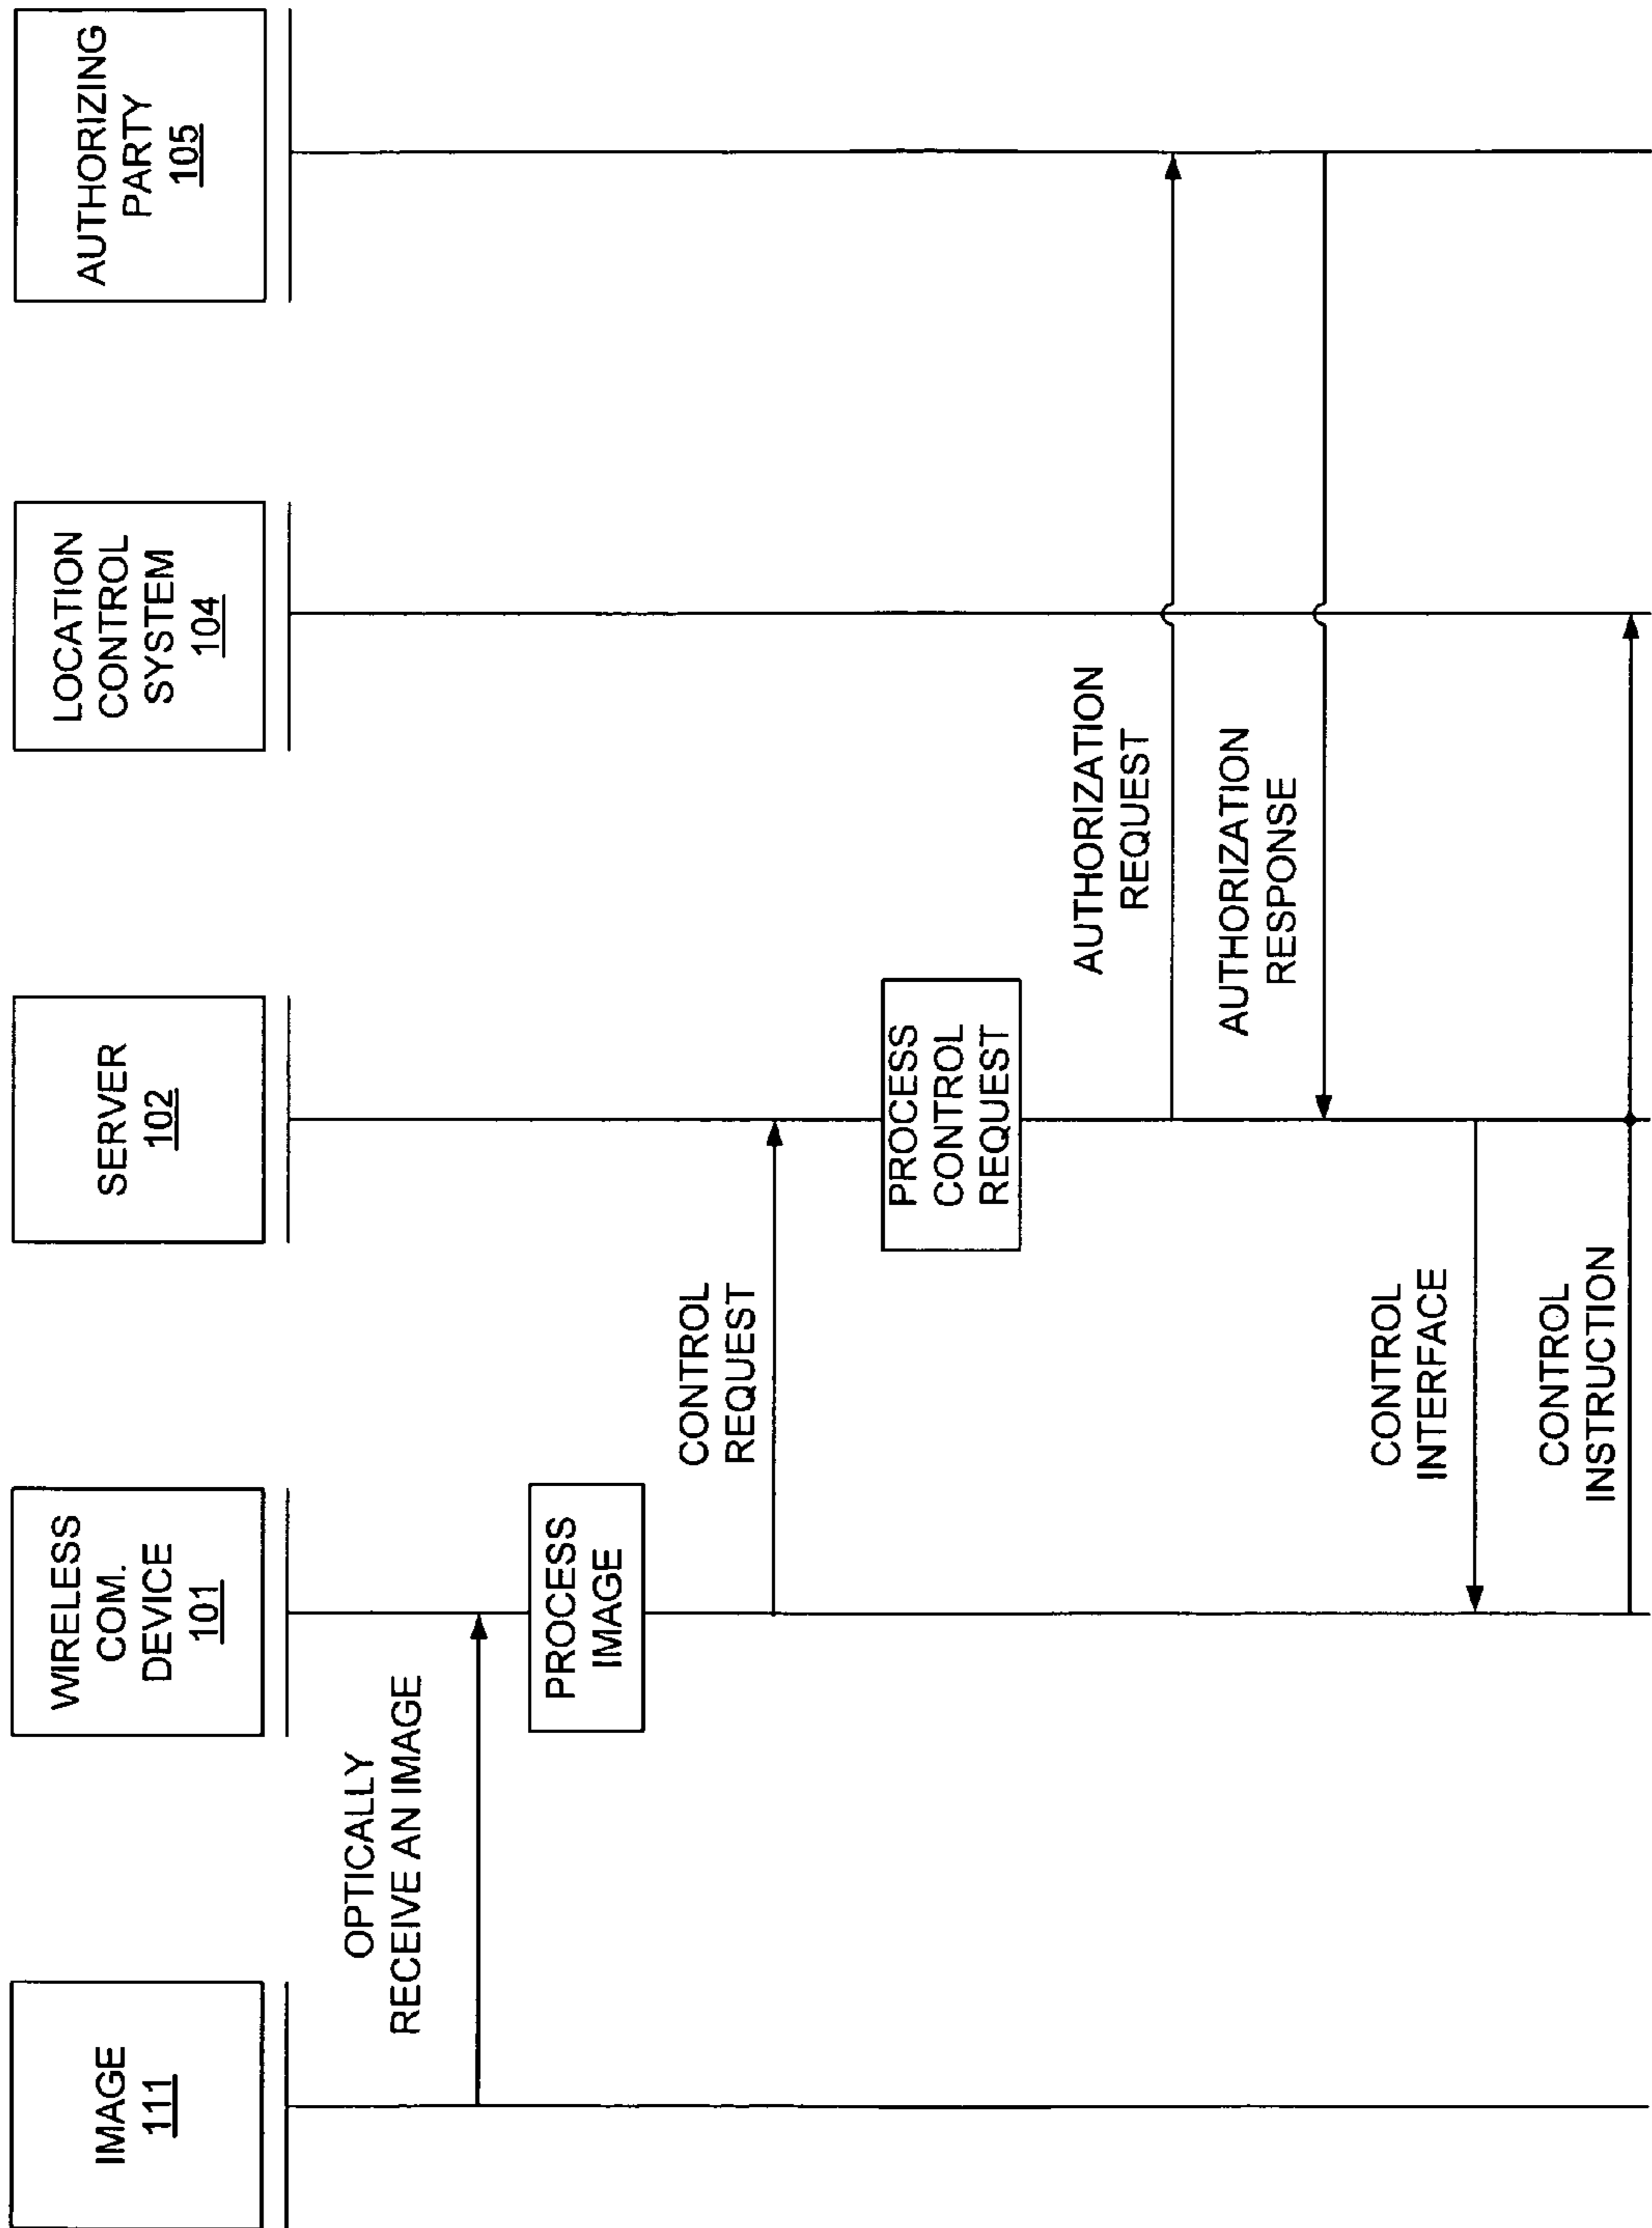 IMAGE
111
WIRELESS
COM.
DEVICE
101
SERVER
102
LOCATION
CONTROL
SYSTEM
104
AUTHORIZING
PARTY
105
OPTICALLY
RECEIVE AN IMAGE
PROCESS
IMAGE
CONTROL
REQUEST
PROCESS
CONTROL
REQUEST
AUTHORIZATION
REQUEST
AUTHORIZATION
RESPONSE
CONTROL
INTERFACE
CONTROL
INSTRUCTION